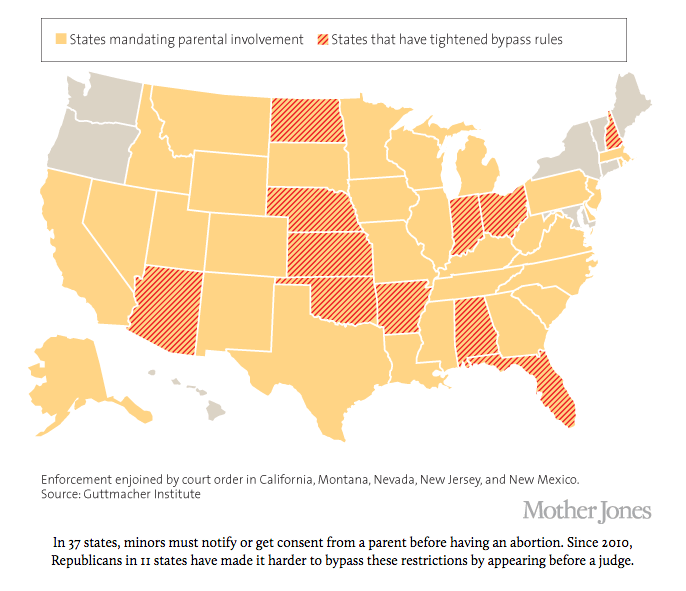 States mandating parental involvement States that have tightened bypass rules
Enforcement enjoined by court order in California, Montana, Nevada, New Jersey, and New Mexico.
Source: Guttmacher Institute
Mother Jones
In 37 states, minors must notify or get consent from a parent before having an abortion. Since 2010,
Republicans in 11 states have made it harder to bypass these restrictions by appearing before a judge.